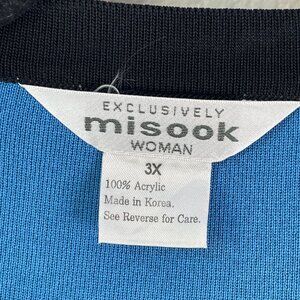 EXCLUSIVELY
misook
WOMAN
3X
100% Acrylic
Made in Korea.
See Reverse for Care.